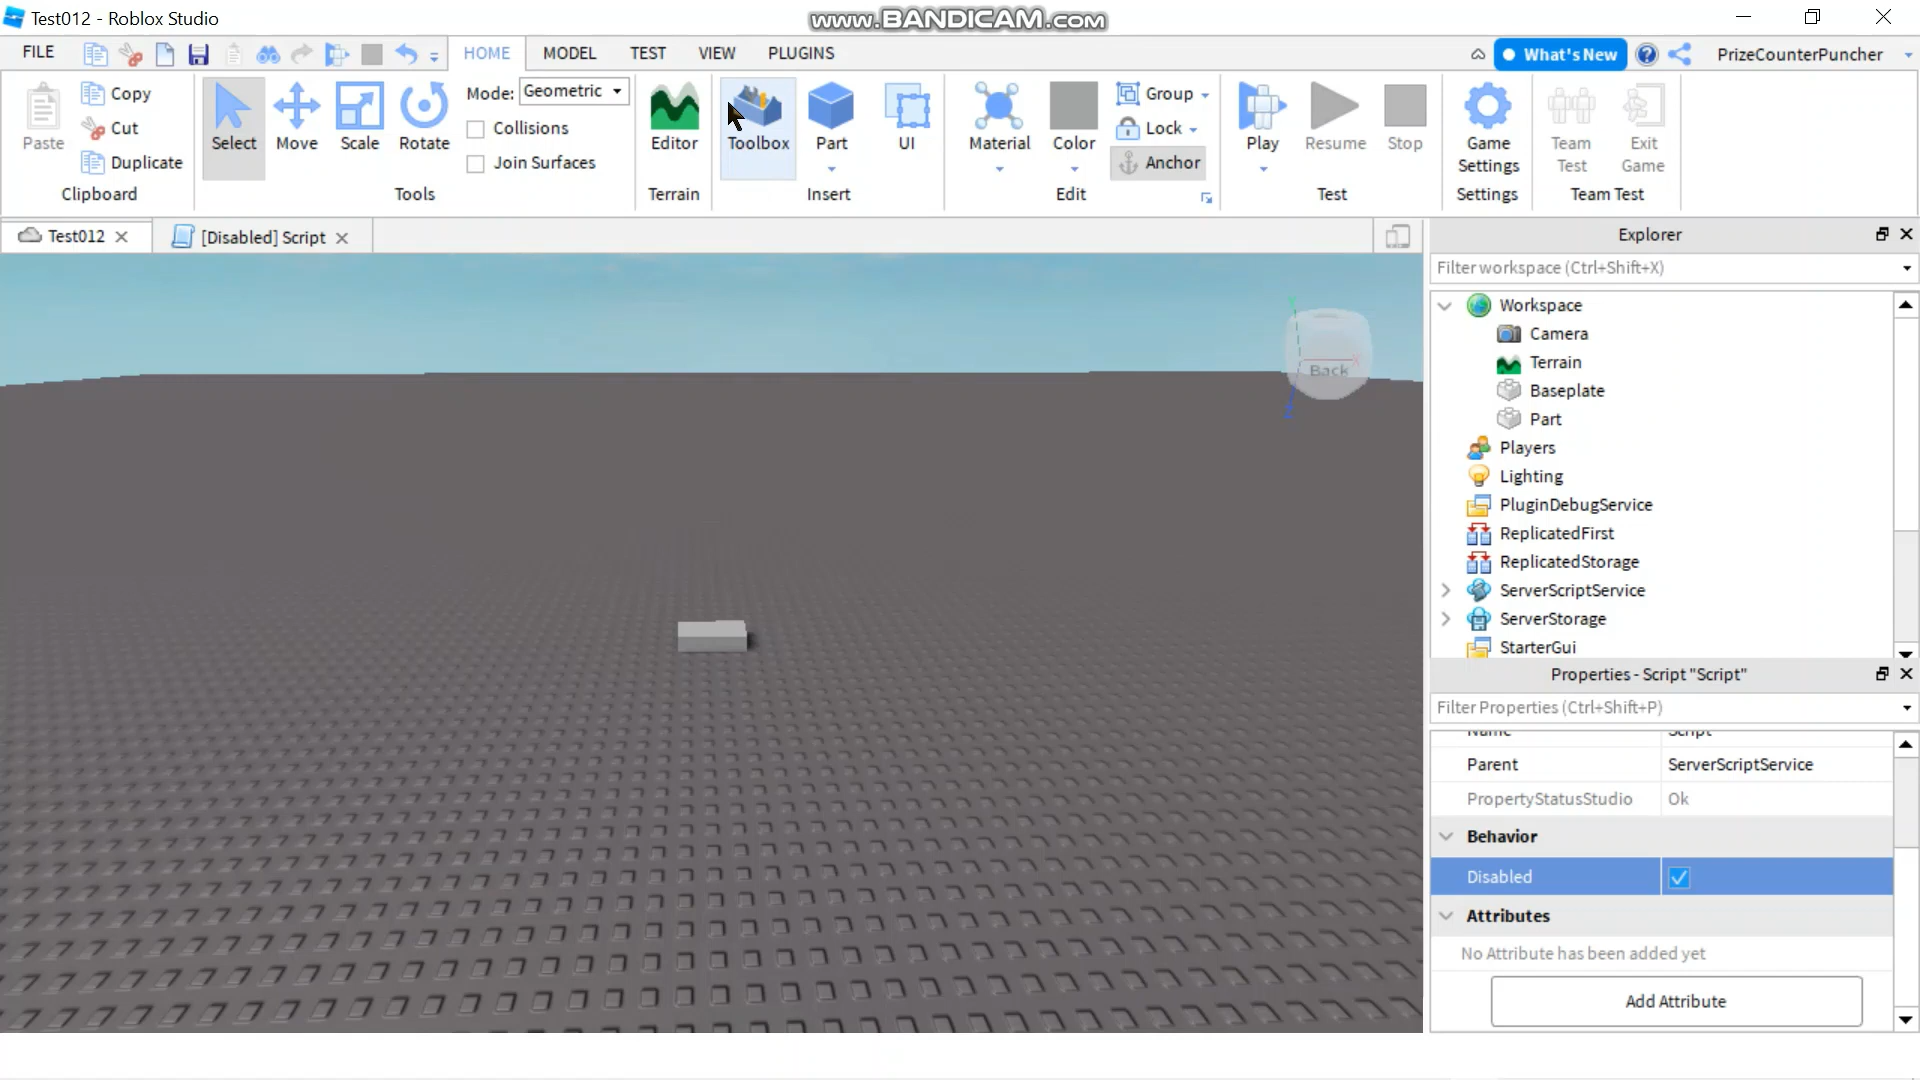 Test012 - Roblox Studio
www.BANDICAM.com
FILE
HOME
MODEL
TEST
VIEW
PLUGINS
What's New
PrizeCounterPuncher
Paste
Copy
Cut
Duplicate
Clipboard
Select
Move
Scale
Rotate
Mode: Geometric
Collisions
Join Surfaces
Tools
Editor
Terrain
Toolbox
Part
UI
Insert
Material
Color
Group
Lock
Anchor
Edit
Play
Resume
Stop
Test
Game
Settings
Settings
Team
Test
Exit
Game
Team Test
Test012
[Disabled] Script
Back
Explorer
Filter workspace (Ctrl+Shift+X)
Workspace
Camera
Terrain
Baseplate
Part
Players
Lighting
PluginDebugService
ReplicatedFirst
ReplicatedStorage
ServerScriptService
ServerStorage
StarterGui
Properties - Script "Script"
Filter Properties (Ctrl+Shift+P)
Name Script
Parent ServerScriptService
PropertyStatusStudio Ok
Behavior
Disabled
Attributes
No Attribute has been added yet
Add Attribute